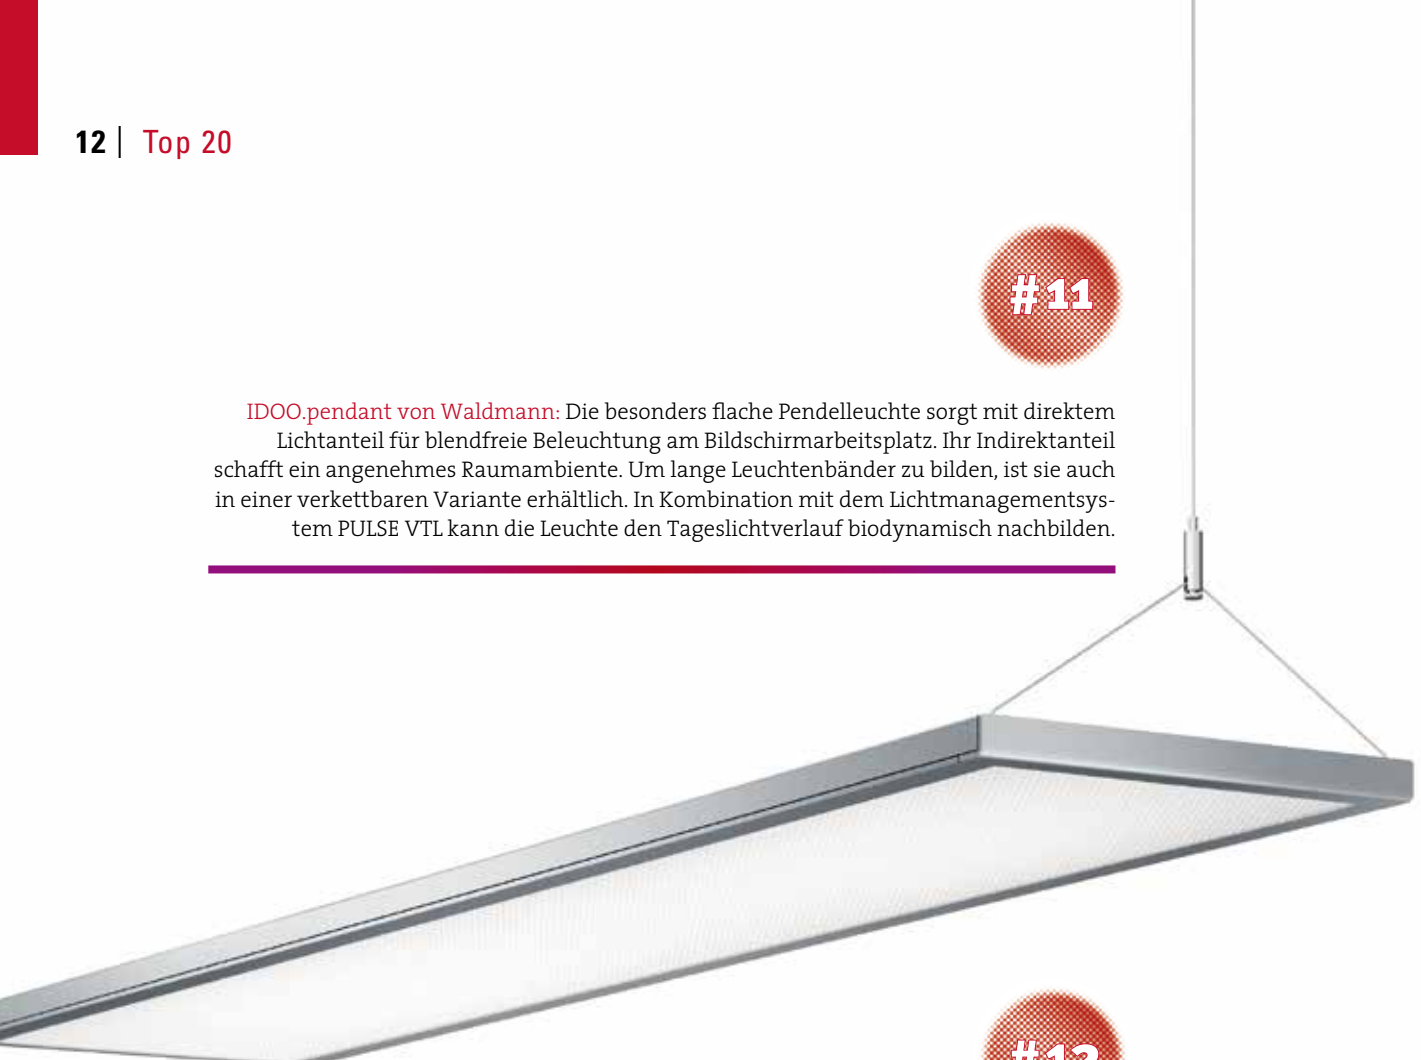 12 | Top 20
#11
IDOO.pendant von Waldmann: Die besonders flache Pendelleuchte sorgt mit direktem
Lichtanteil für blendfreie Beleuchtung am Bildschirmarbeitsplatz. Ihr Indirektanteil
schafft ein angenehmes Raumambiente. Um lange Leuchtenbänder zu bilden, ist sie auch
in einer verkettbaren Variante erhältlich. In Kombination mit dem Lichtmanagementsys-
tem PULSE VTL kann die Leuchte den Tageslichtverlauf biodynamisch nachbilden.
#12